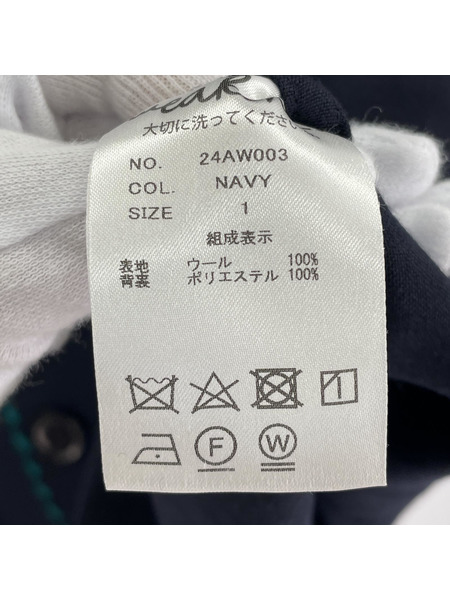 大切に洗ってください
NO. 24AW003
COL. NAVY
SIZE 1
組成表示
表地 ウール 100%
背裏 ポリエステル 100%
F W